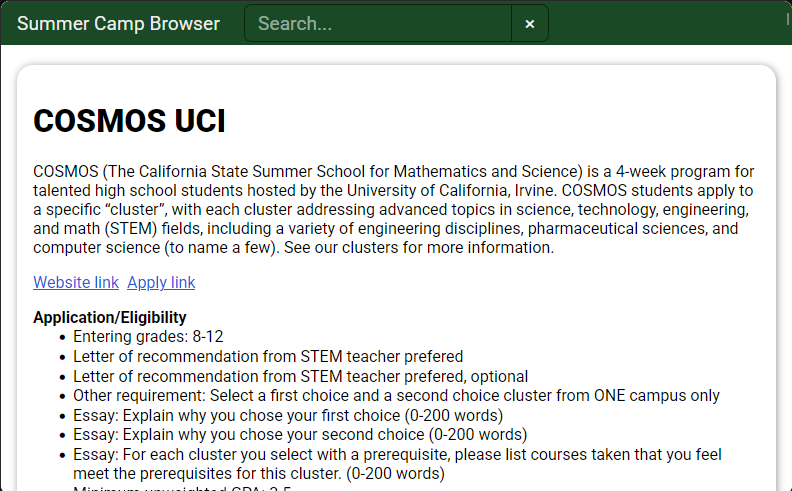 Summer Camp Browser
Search...
×
COSMOS UCI
COSMOS (The California State Summer School for Mathematics and Science) is a 4-week program for
talented high school students hosted by the University of California, Irvine. COSMOS students apply to
a specific “cluster”, with each cluster addressing advanced topics in science, technology, engineering,
and math (STEM) fields, including a variety of engineering disciplines, pharmaceutical sciences, and
computer science (to name a few). See our clusters for more information.
Website link Apply link
Application/Eligibility
• Entering grades: 8-12
• Letter of recommendation from STEM teacher prefered
• Letter of recommendation from STEM teacher prefered, optional
• Other requirement: Select a first choice and a second choice cluster from ONE campus only
• Essay: Explain why you chose your first choice (0-200 words)
• Essay: Explain why you chose your second choice (0-200 words)
• Essay: For each cluster you select with a prerequisite, please list courses taken that you feel
meet the prerequisites for this cluster. (0-200 words)
• Minimum unweighted GPA: 3.5